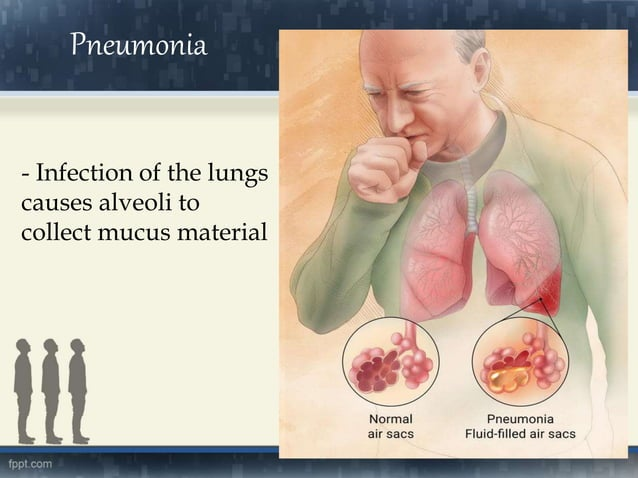 Pneumonia
- Infection of the lungs
causes alveoli to
collect mucus material
Normal
air sacs
Pneumonia
Fluid-filled air sacs
fppt.com